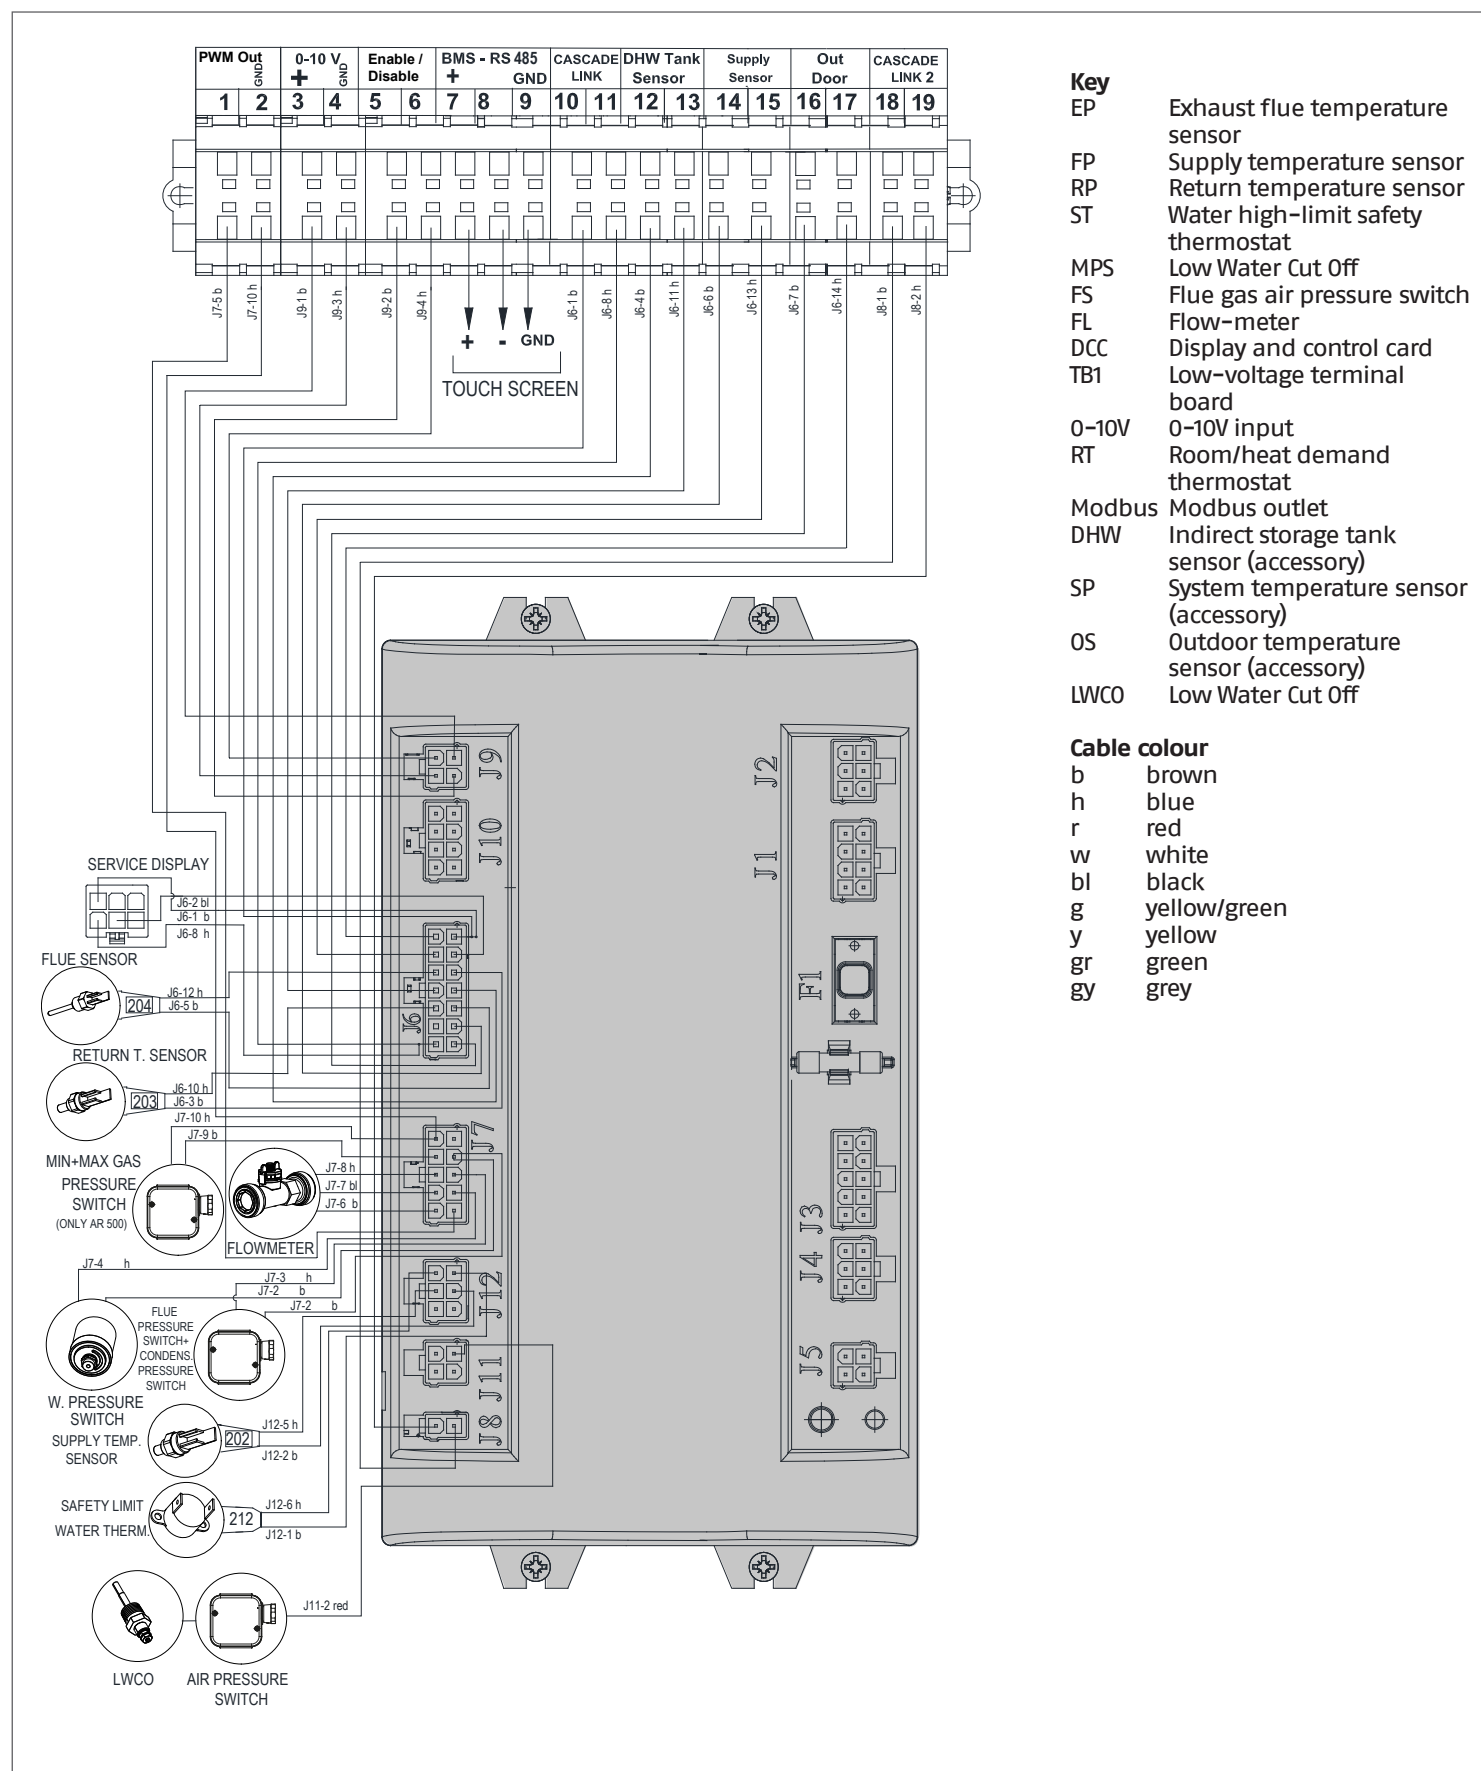 PWM Out GND
0-10 V + GND
Enable / Disable
BMS - RS 485
+ GND
CASCADE LINK
DHW Tank Sensor
Supply Sensor
Out Door
CASCADE LINK 2
1 2 3 4 5 6 7 8 9 10 11 12 13 14 15 16 17 18 19
J7-5 b
J7-10 h
J9-1 b
J9-3 h
J9-2 b
J9-4 h
J6-1 b
J6-8 h
J6-4 b
J6-11 h
J6-6 b
J6-13 h
J6-7 b
J6-14 h
J8-1 b
J8-2 h
+ - GND
TOUCH SCREEN
J9
J10
J6
J7
J12
J11
J8
J2
J1
F1
J3
J4
J5
SERVICE DISPLAY
J6-2 bl
J6-1 b
J6-8 h
FLUE SENSOR
204
J6-12 h
J6-5 b
RETURN T. SENSOR
203
J6-10 h
J6-3 b
J7-10 h
J7-9 b
MIN+MAX GAS
PRESSURE
SWITCH
(ONLY AR 500)
J7-8 h
J7-7 bl
J7-6 b
FLOWMETER
J7-4 h
J7-3 h
J7-2 b
J7-2 b
FLUE
PRESSURE
SWITCH+
CONDENS.
PRESSURE
SWITCH
W. PRESSURE
SWITCH
SUPPLY TEMP.
SENSOR
202
J12-5 h
J12-2 b
SAFETY LIMIT
WATER THERM.
212
J12-6 h
J12-1 b
J11-2 red
LWCO
AIR PRESSURE
SWITCH
Key
EP Exhaust flue temperature
sensor
FP Supply temperature sensor
RP Return temperature sensor
ST Water high-limit safety
thermostat
MPS Low Water Cut Off
FS Flue gas air pressure switch
FL Flow-meter
DCC Display and control card
TB1 Low-voltage terminal
board
0-10V 0-10V input
RT Room/heat demand
thermostat
Modbus Modbus outlet
DHW Indirect storage tank
sensor (accessory)
SP System temperature sensor
(accessory)
OS Outdoor temperature
sensor (accessory)
LWCO Low Water Cut Off
Cable colour
b brown
h blue
r red
w white
bl black
g yellow/green
y yellow
gr green
gy grey